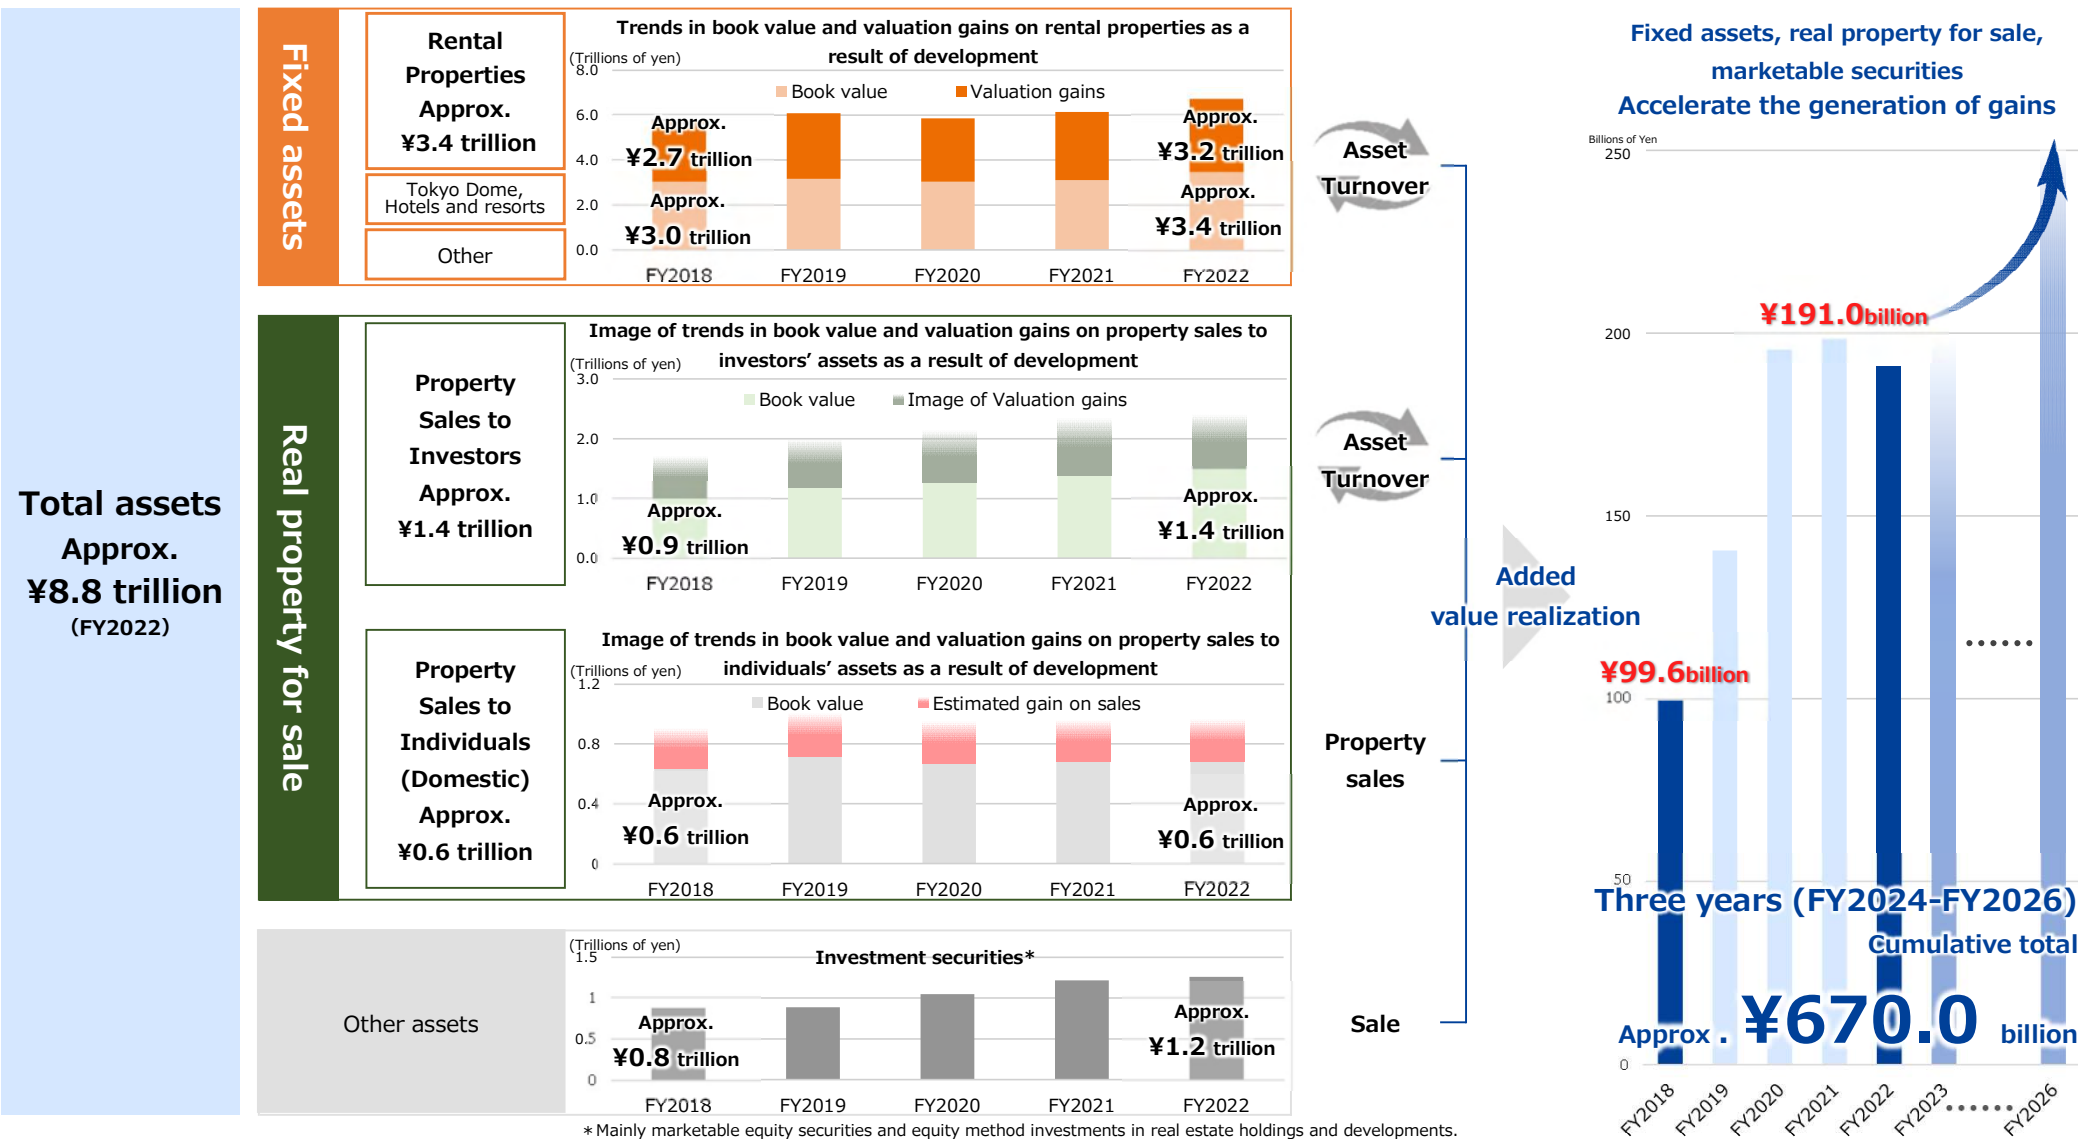 Total assets
Approx.
¥8.8 trillion
（FY2022）
Fixed assets
Rental
Properties
Approx.
¥3.4 trillion
Tokyo Dome,
Hotels and resorts
Other
Trends in book value and valuation gains on rental properties as a
result of development
(Trillions of yen)
8.0
6.0
4.0
2.0
0.0
Book value
Valuation gains
Approx.
¥2.7 trillion
Approx.
¥3.0 trillion
Approx.
¥3.2 trillion
Approx.
¥3.4 trillion
FY2018 FY2019 FY2020 FY2021 FY2022
Real property for sale
Property
Sales to
Investors
Approx.
¥1.4 trillion
Image of trends in book value and valuation gains on property sales to
investors’ assets as a result of development
(Trillions of yen)
3.0
2.0
1.0
0.0
Book value
Image of Valuation gains
Approx.
¥0.9 trillion
Approx.
¥1.4 trillion
FY2018 FY2019 FY2020 FY2021 FY2022
Property
Sales to
Individuals
(Domestic)
Approx.
¥0.6 trillion
Image of trends in book value and valuation gains on property sales to
individuals’ assets as a result of development
(Trillions of yen)
1.2
0.8
0.4
0
Book value
Estimated gain on sales
Approx.
¥0.6 trillion
Approx.
¥0.6 trillion
FY2018 FY2019 FY2020 FY2021 FY2022
Other assets
(Trillions of yen)
Investment securities*
1.5
1
0.5
0
Approx.
¥0.8 trillion
Approx.
¥1.2 trillion
FY2018 FY2019 FY2020 FY2021 FY2022
*Mainly marketable equity securities and equity method investments in real estate holdings and developments.
Asset
Turnover
Asset
Turnover
Property
sales
Sale
Added
value realization
Fixed assets, real property for sale,
marketable securities
Accelerate the generation of gains
Billions of Yen
250
200
150
100
50
0
¥191.0billion
¥99.6billion
......
Three years (FY2024-FY2026)
Cumulative total
Approx . ¥670.0 billion
FY2018 FY2019 FY2020 FY2021 FY2022 FY2023 ...... FY2026